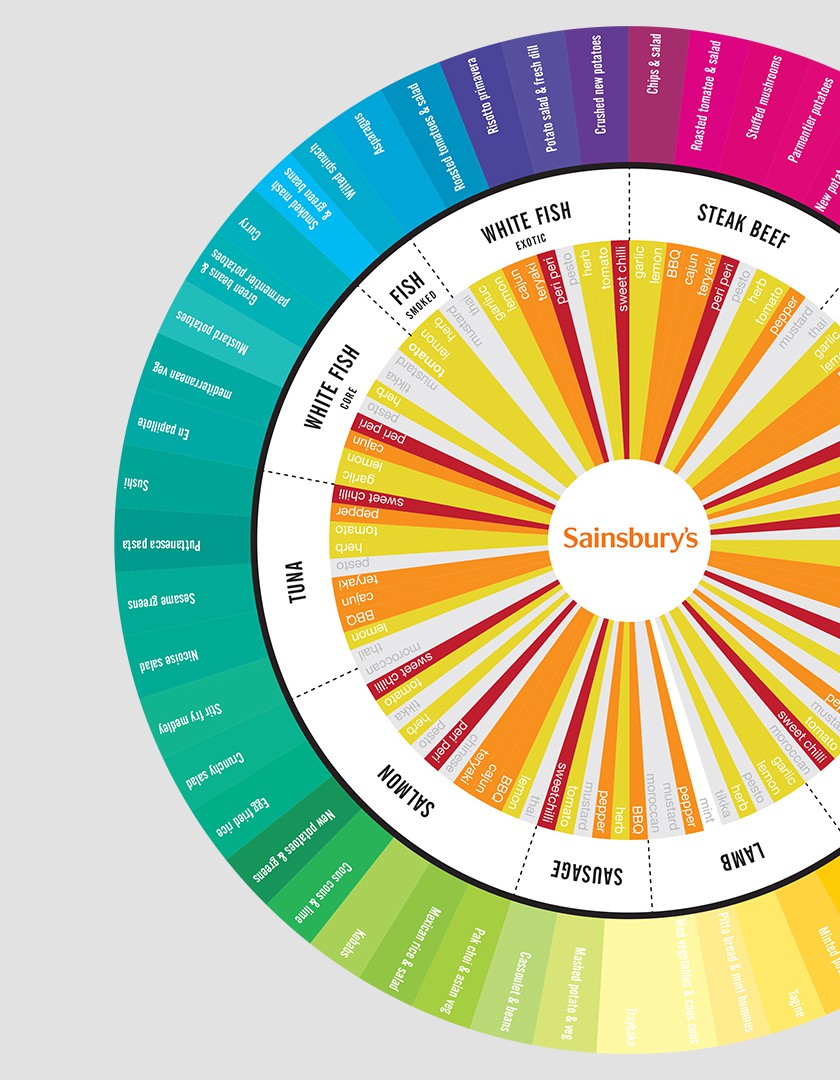 Chips & salad
Roasted tomatoe & salad
Stuffed mushrooms
Parmentier potatoes
New
Minted
Tagine
Pitta bread & mint hummus
Med vegetables & cous cous
Traybake
Mashed potato & veg
Cassoulet & beans
Pak choi & asian veg
Mexican rice & salad
Kebabs
Cous cous & lime
New potatoes & greens
Egg fried rice
Crunchy salad
Stir fry medley
Nicoise salad
Sesame greens
Puttanesca pasta
Sushi
En papillote
mediterranean veg
Mustard potatoes
Green beans &
parmentier potatoes
Curry
Smoked mash
& green beans
Wilted spinach
Asparagus
Roasted tomatoes & salad
Risotto primavera
Potato salad & fresh dill
Crushed new potatoes
STEAK BEEF
LAMB
SAUSAGE
SALMON
TUNA
WHITE FISH
CORE
FISH
SMOKED
WHITE FISH
EXOTIC
garlic
lemon
BBQ
cajun
teryaki
peri peri
pesto
herb
tomato
pepper
mustard
thai
garlic
tomato
sweet chilli
moroccan
garlic
lemon
pesto
herb
tikka
mint
pepper
mustard
moroccan
BBQ
herb
pepper
mustard
tomato
sweetchilli
thai
lemon
BBQ
cajun
teryaki
chinese
peri peri
pesto
herb
tikka
tomato
sweet chilli
moroccan
thail
lemon
BBQ
cajun
teryaki
pesto
herb
tomato
pepper
sweet chilli
garlic
lemon
cajun
peri peri
pesto
herb
tikka
mustard
tomato
lemon
herb
mustard
thai
garliuc
lemon
cajun
teryaki
peri peri
pesto
herb
tomato
sweet chilli
Sainsbury's